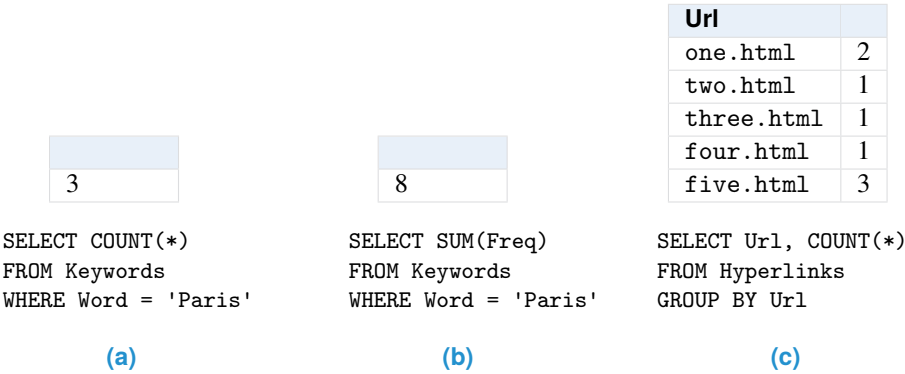 Url
one.html 2
two.html 1
three.html 1
four.html 1
five.html 3
3
8
SELECT COUNT(*)
FROM Keywords
WHERE Word = 'Paris'
SELECT SUM(Freq)
FROM Keywords
WHERE Word = 'Paris'
SELECT Url, COUNT(*)
FROM Hyperlinks
GROUP BY Url
(a)
(b)
(c)